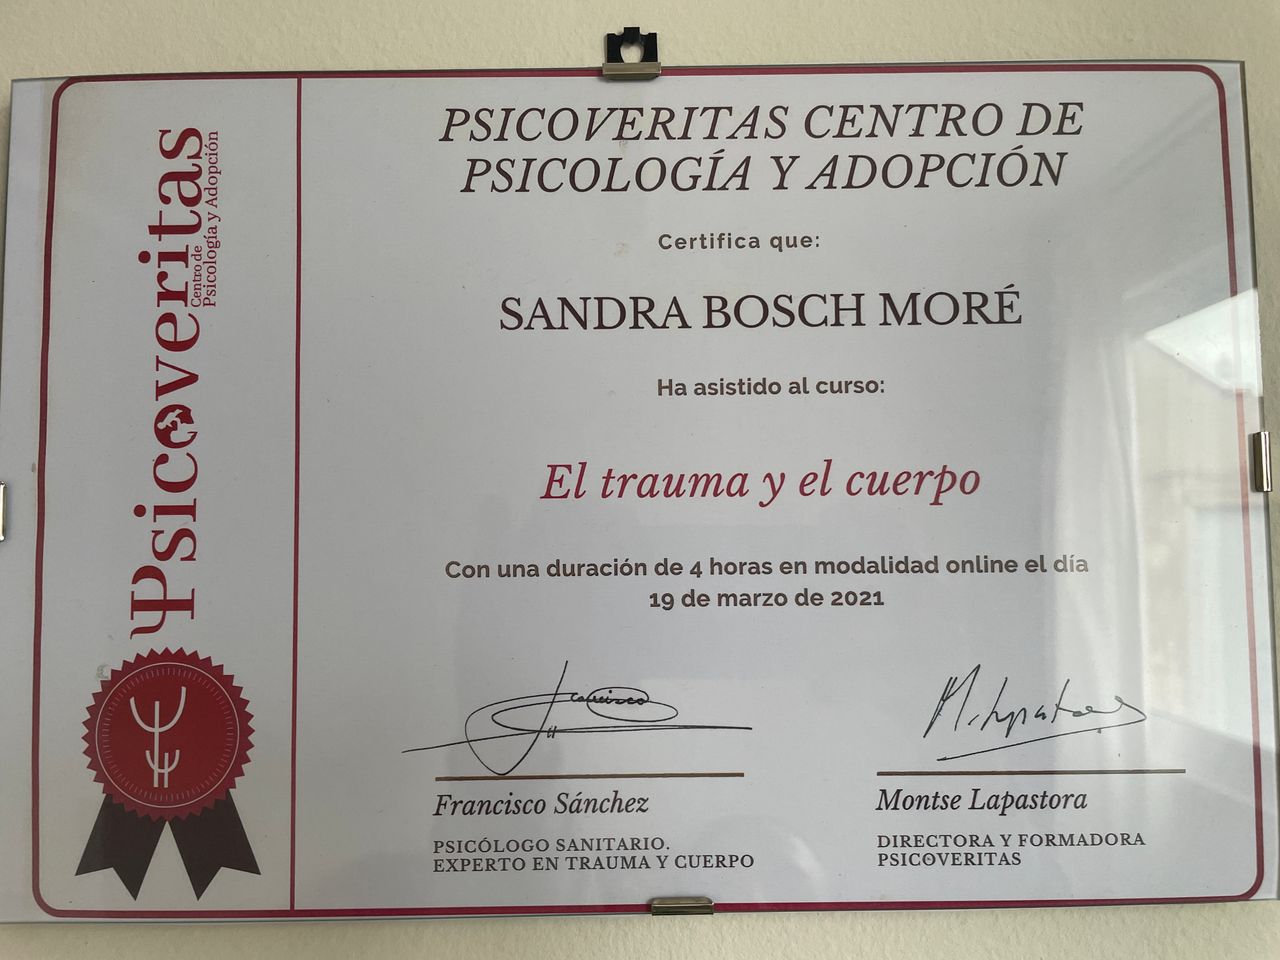 Psicoveritas
Centro de
Psicología y Adopción
PSICOVERITAS CENTRO DE
PSICOLOGÍA Y ADOPCIÓN
Certifica que:
SANDRA BOSCH MORÉ
Ha asistido al curso:
El trauma y el cuerpo
Con una duración de 4 horas en modalidad online el día
19 de marzo de 2021
Francisco
M. Lapastora
Francisco Sánchez
Montse Lapastora
PSICÓLOGO SANITARIO.
EXPERTO EN TRAUMA Y CUERPO
DIRECTORA Y FORMADORA
PSICOVERITAS